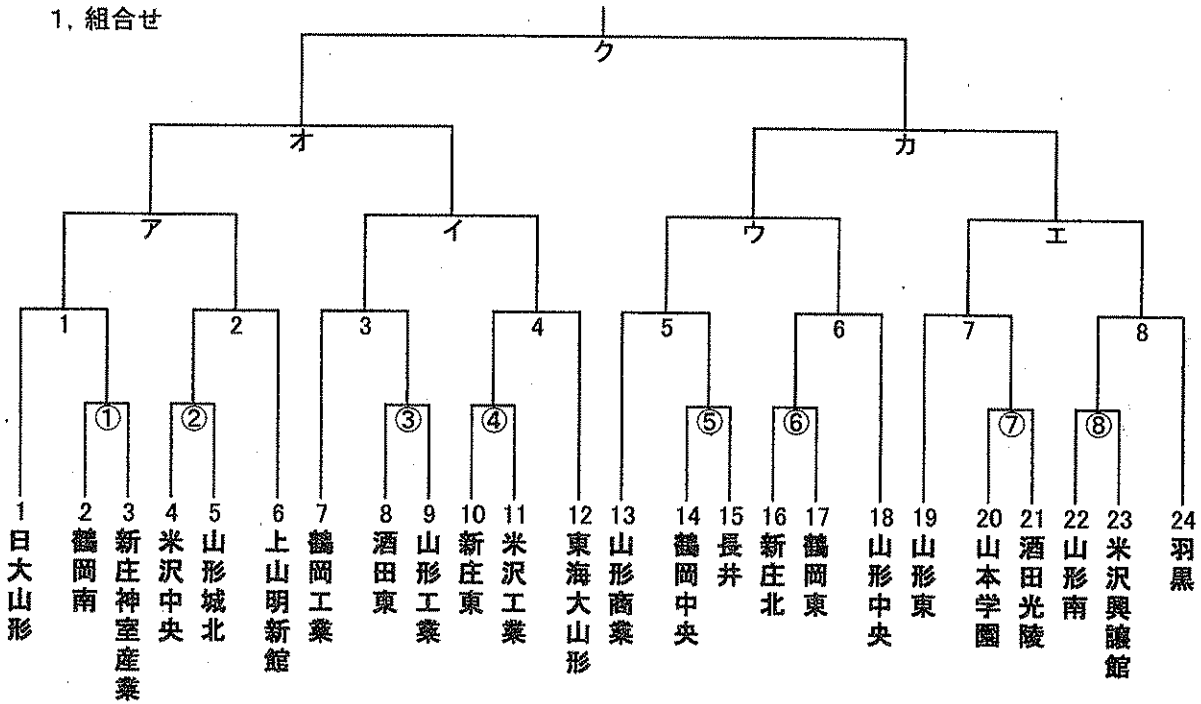 1, 組合せ
ク
オ
カ
ア
イ
ウ
エ
1
2
3
4
5
6
7
8
①
②
③
④
⑤
⑥
⑦
⑧
1 日大山形
2 鶴岡南
3 新庄神室産業
4 米沢中央
5 山形城北
6 上山明新館
7 鶴岡工業
8 酒田東
9 山形工業
10 新庄東
11 米沢工業
12 東海大山形
13 山形商業
14 鶴岡中央
15 長井
16 新庄北
17 鶴岡東
18 山形中央
19 山形東
20 山本学園
21 酒田光陵
22 山形南
23 米沢興譲館
24 羽黒